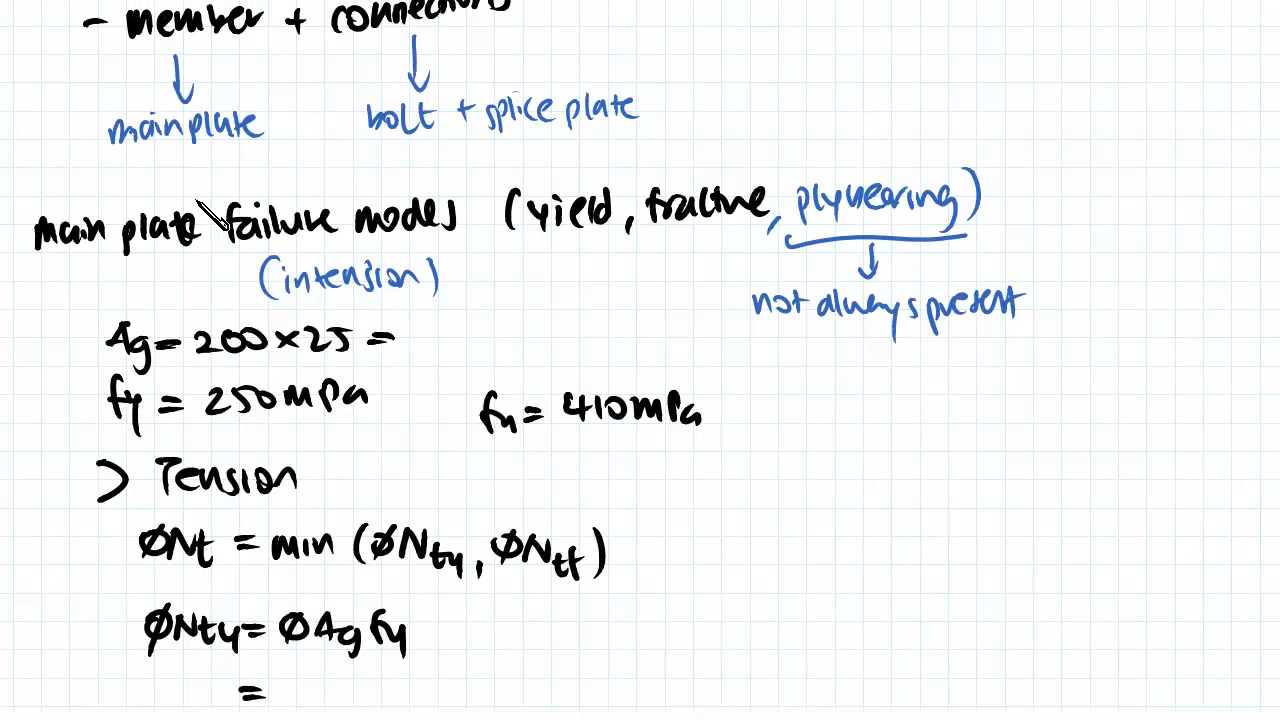 - member + connections
main plate
bolt + splice plate
main plate failure modes (yield, fracture, plybearing)
(in tension)
not always present
Ag = 200 x 25 =
fy = 250 MPa
fu = 410 MPa
> Tension
ØNt = min (ØNty, ØNtf)
ØNty = ØAg fy
=